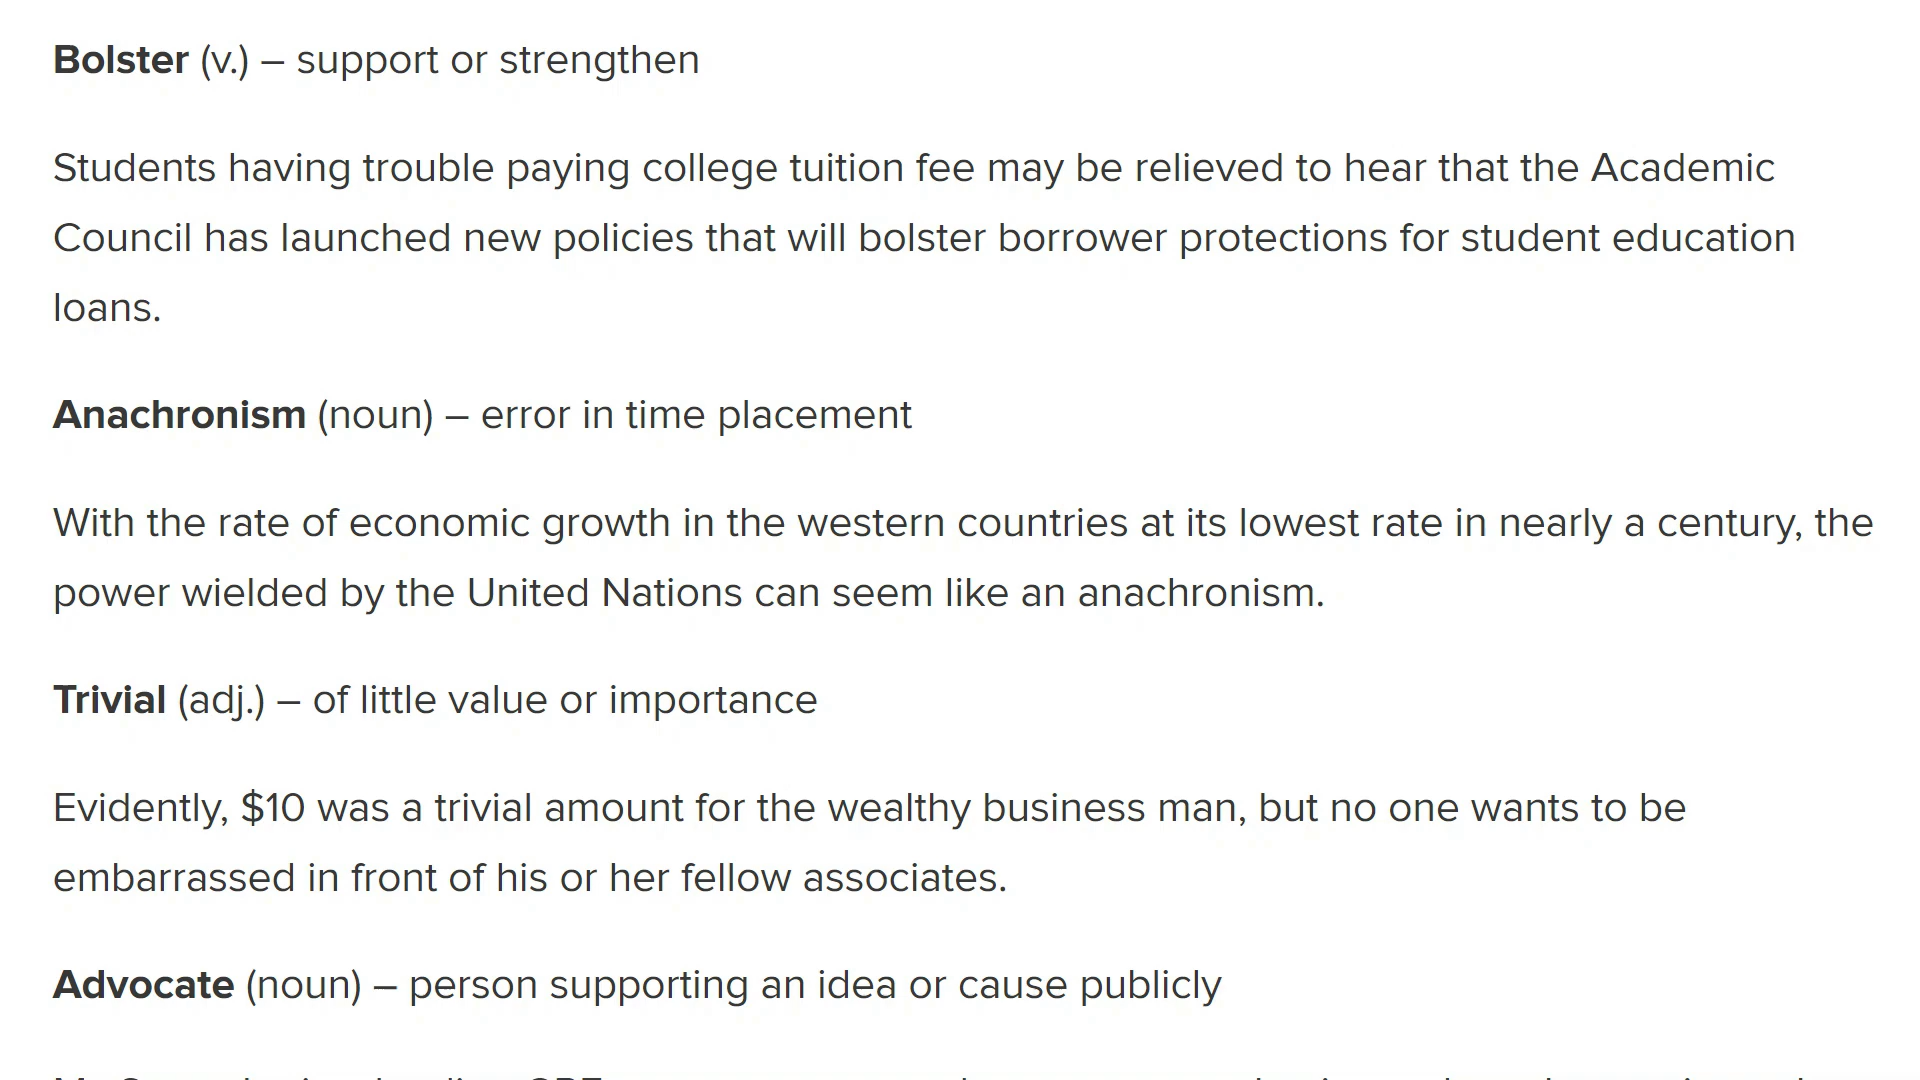 Bolster (v.) – support or strengthen
Students having trouble paying college tuition fee may be relieved to hear that the Academic
Council has launched new policies that will bolster borrower protections for student education
loans.
Anachronism (noun) – error in time placement
With the rate of economic growth in the western countries at its lowest rate in nearly a century, the
power wielded by the United Nations can seem like an anachronism.
Trivial (adj.) – of little value or importance
Evidently, $10 was a trivial amount for the wealthy business man, but no one wants to be
embarrassed in front of his or her fellow associates.
Advocate (noun) – person supporting an idea or cause publicly